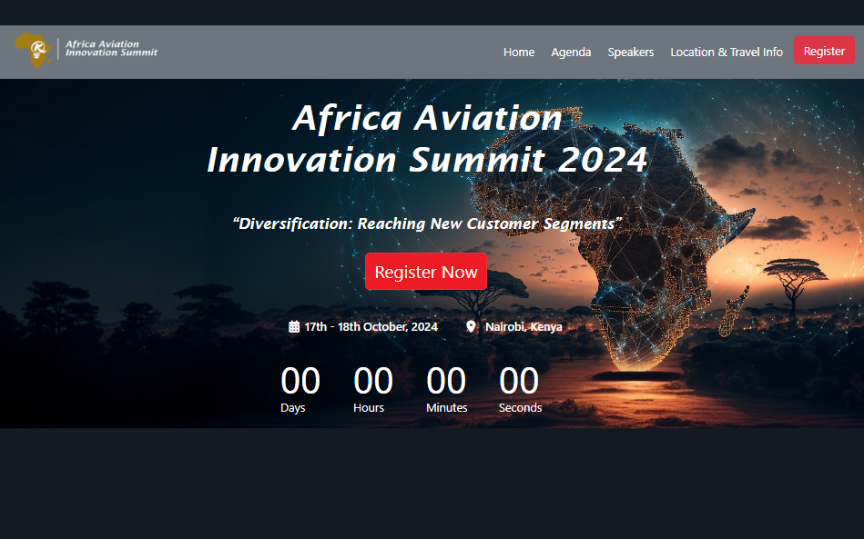 Africa Aviation
Innovation Summit
Home Agenda Speakers Location & Travel Info Register
Africa Aviation
Innovation Summit 2024
“Diversification: Reaching New Customer Segments”
Register Now
17th - 18th October, 2024 Nairobi, Kenya
00 00 00 00
Days Hours Minutes Seconds